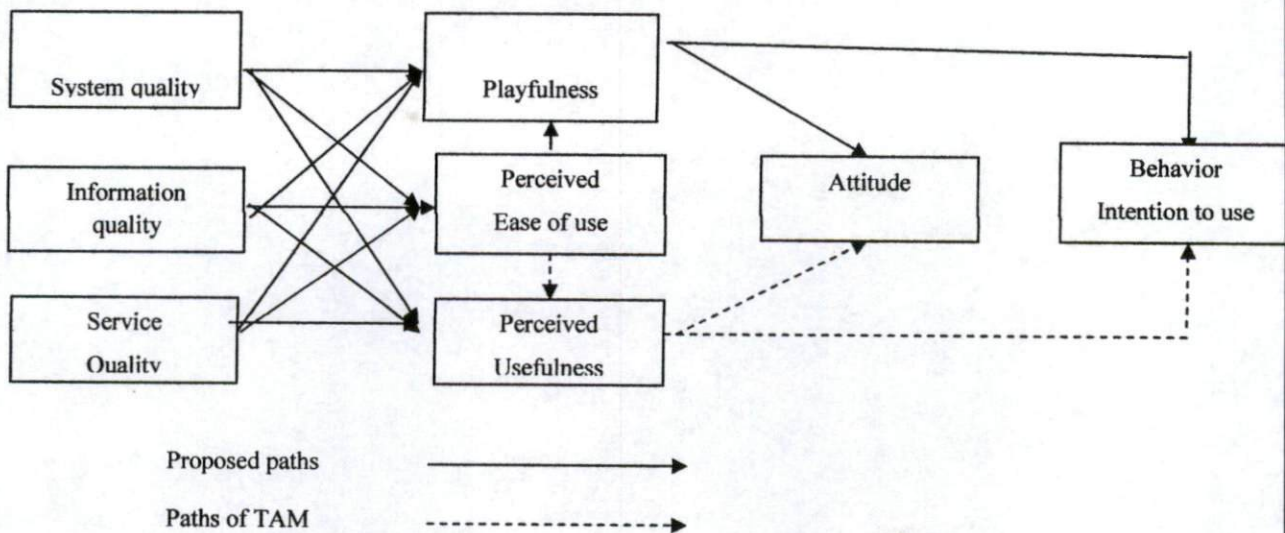 System quality
Playfulness
Information
quality
Perceived
Ease of use
Attitude
Behavior
Intention to use
Service
Quality
Perceived
Usefulness
Proposed paths
Paths of TAM